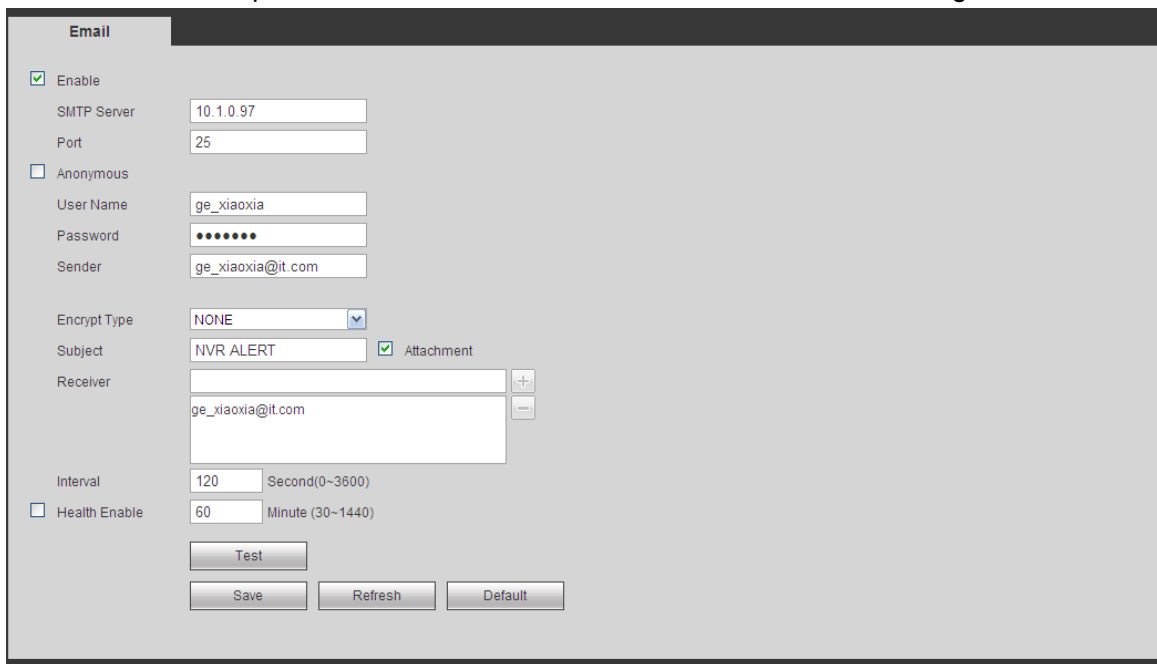 Email
Enable
SMTP Server 10.1.0.97
Port 25
Anonymous
User Name ge_xiaoxia
Password •••••••
Sender ge_xiaoxia@it.com
Encrypt Type NONE
Subject NVR ALERT Attachment
Receiver
ge_xiaoxia@it.com
Interval 120 Second(0~3600)
Health Enable 60 Minute (30~1440)
Test
Save Refresh Default